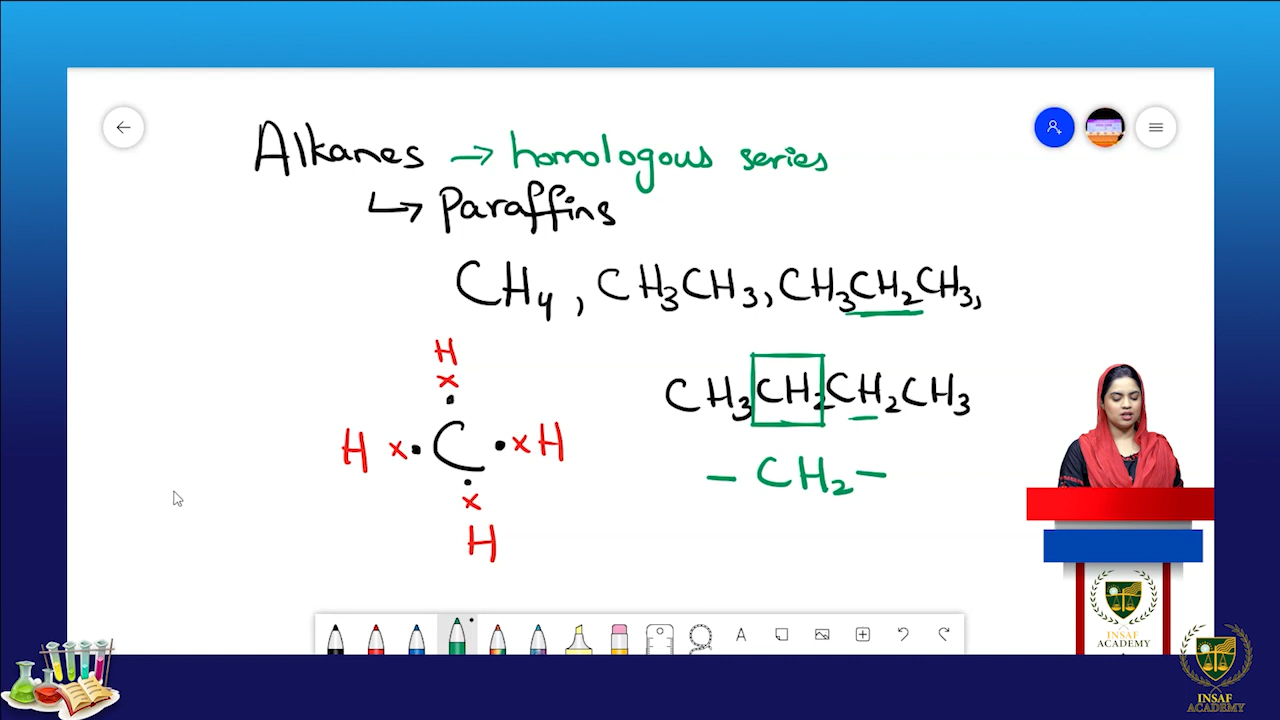 Alkanes → homologous series
↳ Paraffins
CH4, CH3CH3, CH3CH2CH3,
H
x
H x • C • x H
x
H
CH3CH2CH2CH3
– CH2 –
A
INSAF
ACADEMY
INSAF
ACADEMY